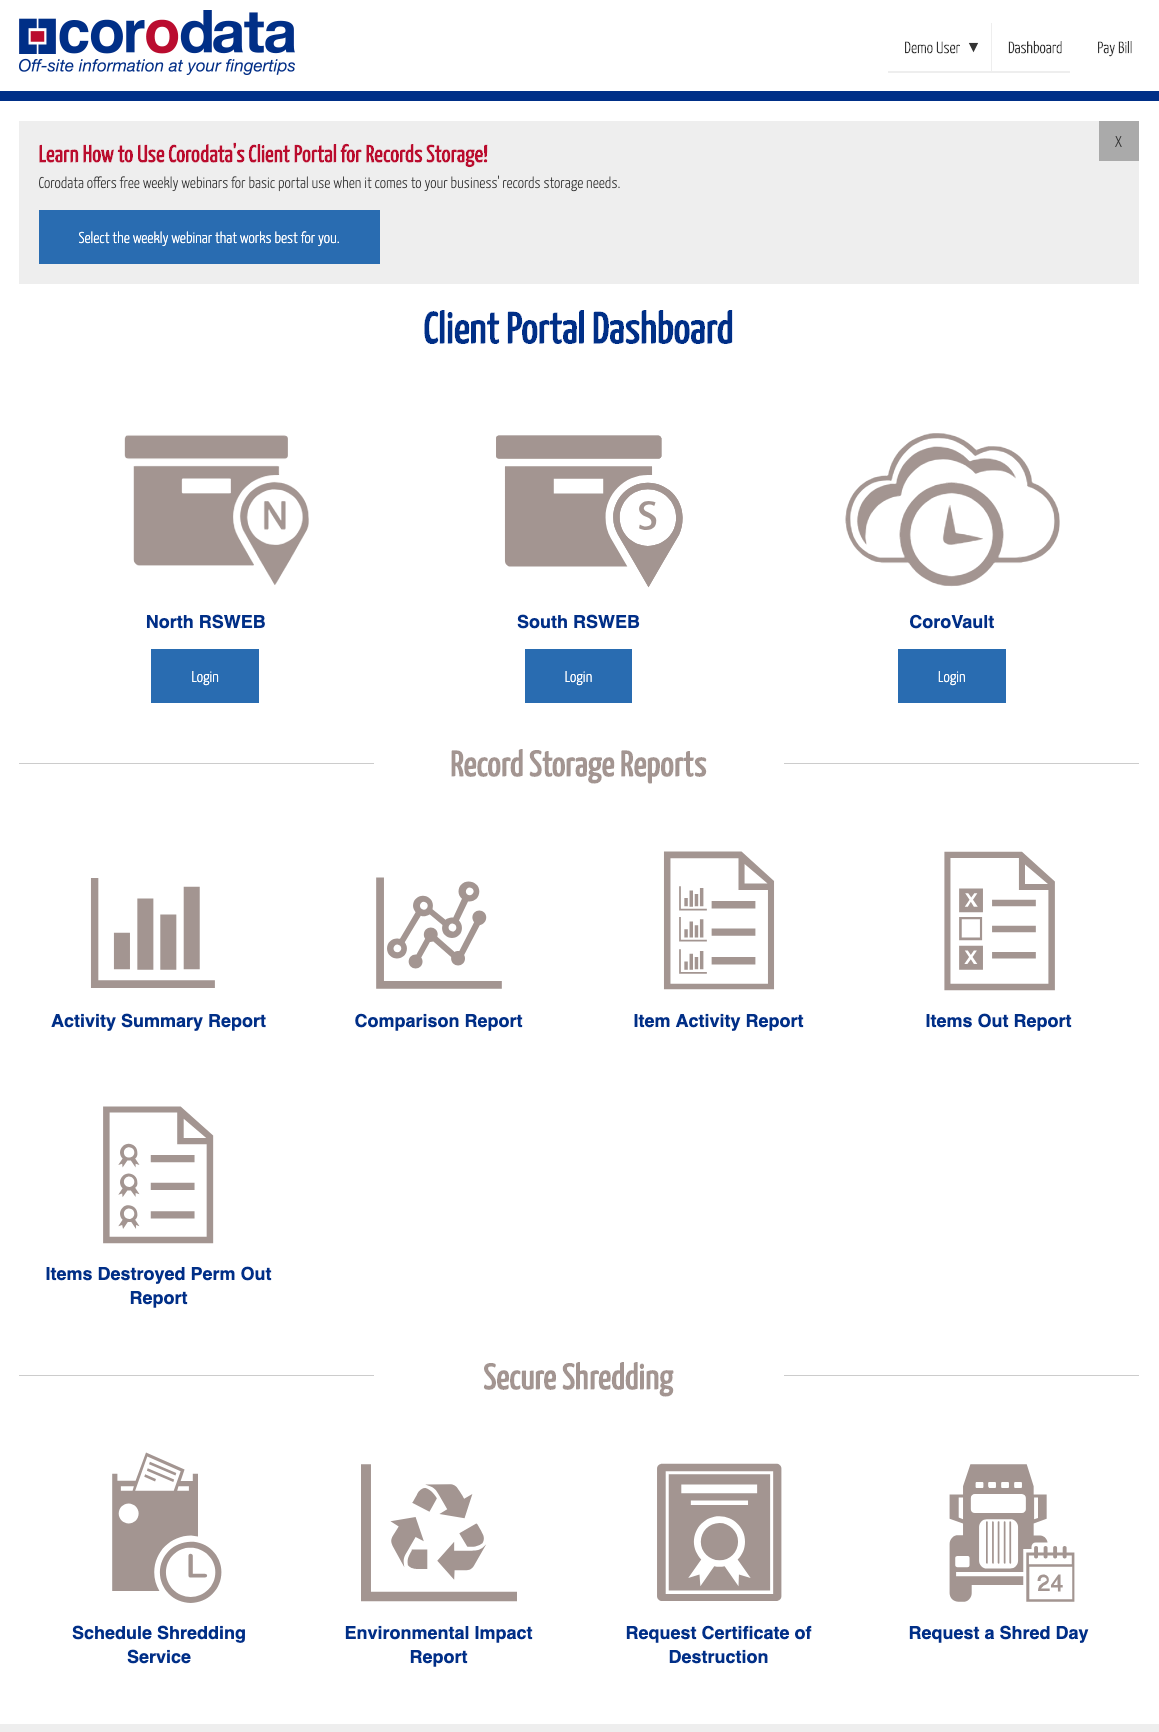 corodata
Off-site information at your fingertips
Demo User ▼
Dashboard
Pay Bill
X
Learn How to Use Corodata's Client Portal for Records Storage!
Corodata offers free weekly webinars for basic portal use when it comes to your business' records storage needs.
Select the weekly webinar that works best for you.
Client Portal Dashboard
N
S
North RSWEB
South RSWEB
CoroVault
Login
Login
Login
Record Storage Reports
X
X
Activity Summary Report
Comparison Report
Item Activity Report
Items Out Report
Items Destroyed Perm Out
Report
Secure Shredding
24
Schedule Shredding
Service
Environmental Impact
Report
Request Certificate of
Destruction
Request a Shred Day